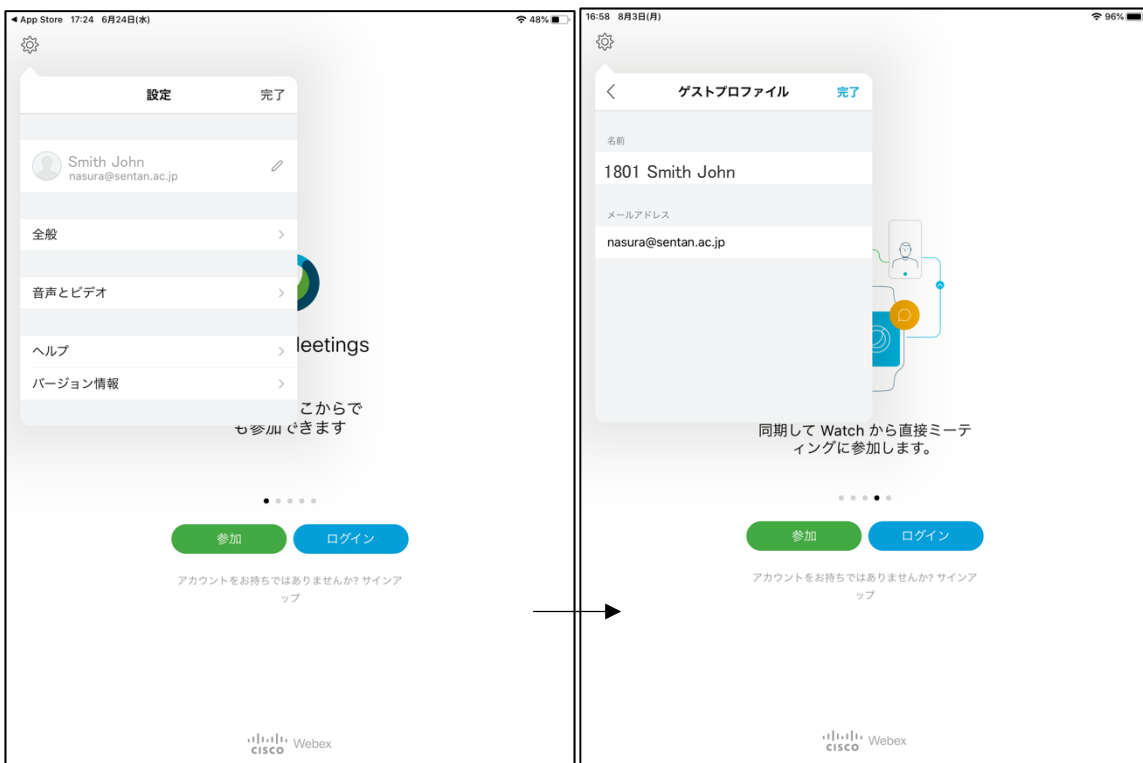 App Store 17:24 6月24日(水)
48%
設定
完了
Smith John
nasura@sentan.ac.jp
全般
音声とビデオ
ヘルプ
バージョン情報
leetings
こからで
も参加できます
参加
ログイン
アカウントをお持ちではありませんか? サインア
ップ
CISCO Webex
16:58 8月3日(月)
96%
ゲストプロファイル
完了
名前
1801 Smith John
メールアドレス
nasura@sentan.ac.jp
同期して Watch から直接ミーテ
ィングに参加します。
参加
ログイン
アカウントをお持ちではありませんか? サインア
ップ
CISCO Webex